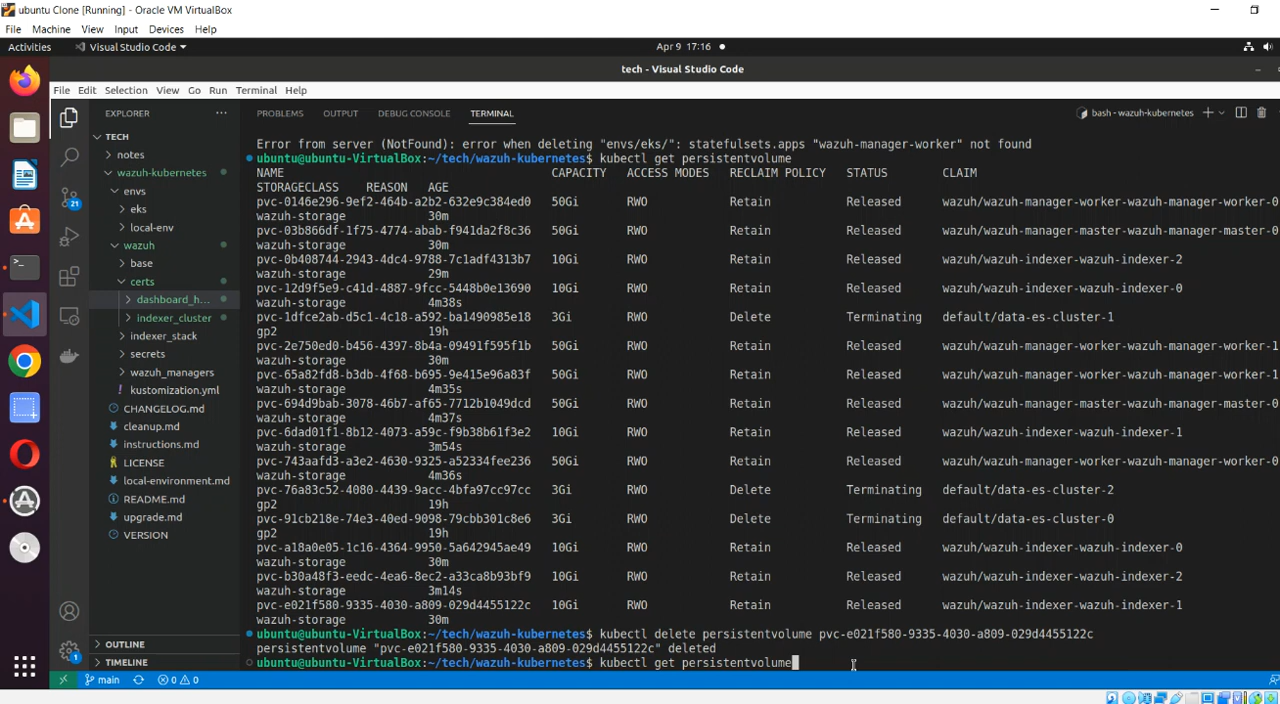 ubuntu Clone [Running] - Oracle VM VirtualBox
File Machine View Input Devices Help
Activities Visual Studio Code Apr 9 17:16
tech - Visual Studio Code
File Edit Selection View Go Run Terminal Help
EXPLORER
TECH
notes
wazuh-kubernetes
envs
eks
local-env
wazuh
base
certs
dashboard_h...
indexer_cluster
indexer_stack
secrets
wazuh_managers
kustomization.yml
CHANGELOG.md
cleanup.md
instructions.md
LICENSE
local-environment.md
README.md
upgrade.md
VERSION
OUTLINE
TIMELINE
21
1
PROBLEMS OUTPUT DEBUG CONSOLE TERMINAL bash - wazuh-kubernetes
Error from server (NotFound): error when deleting "envs/eks/": statefulsets.apps "wazuh-manager-worker" not found
ubuntu@ubuntu-VirtualBox:~/tech/wazuh-kubernetes$ kubectl get persistentvolume
NAME CAPACITY ACCESS MODES RECLAIM POLICY STATUS CLAIM
STORAGECLASS REASON AGE
pvc-0146e296-9ef2-464b-a2b2-632e9c384ed0 50Gi RWO Retain Released wazuh/wazuh-manager-worker-wazuh-manager-worker-0
wazuh-storage 30m
pvc-03b866df-1f75-4774-abab-f941da2f8c36 50Gi RWO Retain Released wazuh/wazuh-manager-master-wazuh-manager-master-0
wazuh-storage 30m
pvc-0b408744-2943-4dc4-9788-7c1adf4313b7 10Gi RWO Retain Released wazuh/wazuh-indexer-wazuh-indexer-2
wazuh-storage 29m
pvc-12d9f5e9-c41d-4887-9fcc-5448b0e13690 10Gi RWO Retain Released wazuh/wazuh-indexer-wazuh-indexer-0
wazuh-storage 4m38s
pvc-1dfce2ab-d5c1-4c18-a592-ba1490985e18 3Gi RWO Delete Terminating default/data-es-cluster-1
gp2 19h
pvc-2e750ed0-b456-4397-8b4a-09491f595f1b 50Gi RWO Retain Released wazuh/wazuh-manager-worker-wazuh-manager-worker-1
wazuh-storage 30m
pvc-65a82fd8-b3db-4f68-b695-9e415e96a83f 50Gi RWO Retain Released wazuh/wazuh-manager-worker-wazuh-manager-worker-1
wazuh-storage 4m35s
pvc-694d9bab-3078-46b7-af65-7712b1049dcd 50Gi RWO Retain Released wazuh/wazuh-manager-master-wazuh-manager-master-0
wazuh-storage 4m37s
pvc-6dad01f1-8b12-4073-a59c-f9b38b61f3e2 10Gi RWO Retain Released wazuh/wazuh-indexer-wazuh-indexer-1
wazuh-storage 3m54s
pvc-743aafd3-a3e2-4630-9325-a52334fee236 50Gi RWO Retain Released wazuh/wazuh-manager-worker-wazuh-manager-worker-0
wazuh-storage 4m36s
pvc-76a83c52-4080-4439-9acc-4bfa97cc97cc 3Gi RWO Delete Terminating default/data-es-cluster-2
gp2 19h
pvc-91cb218e-74e3-40ed-9098-79cbb301c8e6 3Gi RWO Delete Terminating default/data-es-cluster-0
gp2 19h
pvc-a18a0e05-1c16-4364-9950-5a642945ae49 10Gi RWO Retain Released wazuh/wazuh-indexer-wazuh-indexer-0
wazuh-storage 30m
pvc-b30a48f3-eedc-4ea6-8ec2-a33ca8b93bf9 10Gi RWO Retain Released wazuh/wazuh-indexer-wazuh-indexer-2
wazuh-storage 3m14s
pvc-e021f580-9335-4030-a809-029d4455122c 10Gi RWO Retain Released wazuh/wazuh-indexer-wazuh-indexer-1
wazuh-storage 30m
ubuntu@ubuntu-VirtualBox:~/tech/wazuh-kubernetes$ kubectl delete persistentvolume pvc-e021f580-9335-4030-a809-029d4455122c
persistentvolume "pvc-e021f580-9335-4030-a809-029d4455122c" deleted
ubuntu@ubuntu-VirtualBox:~/tech/wazuh-kubernetes$ kubectl get persistentvolume
main 0 0